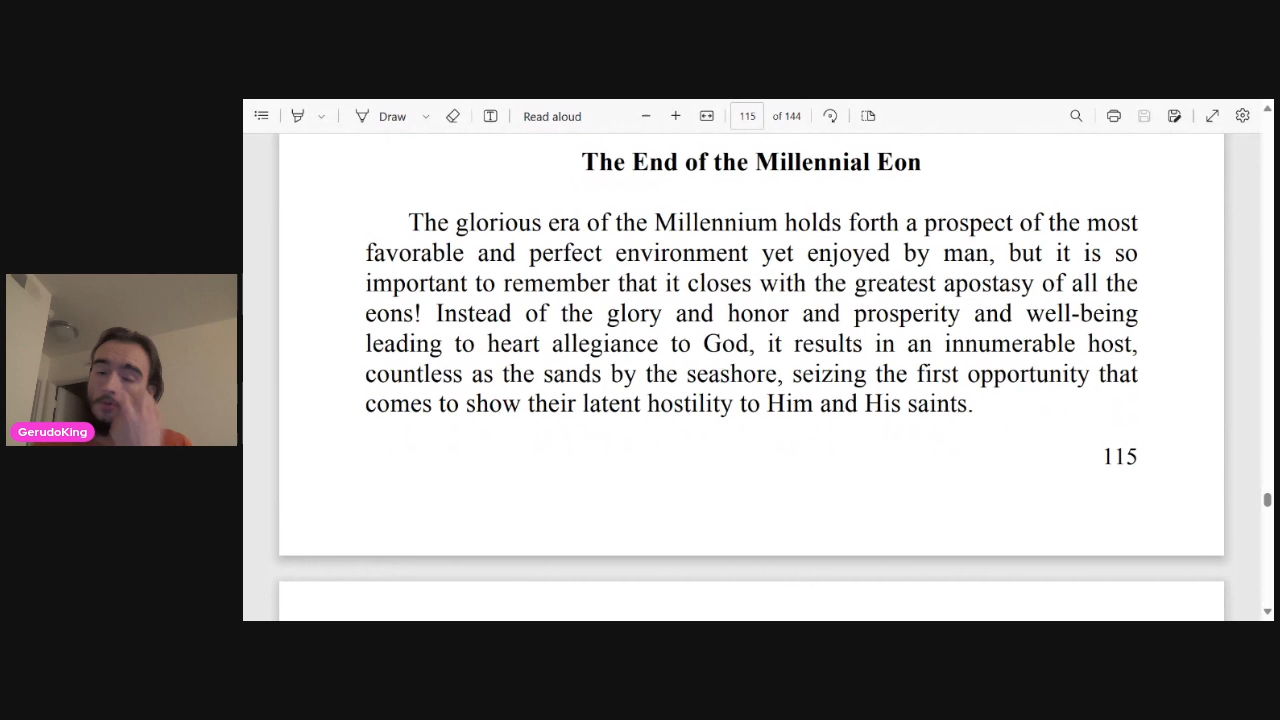 Draw
Read aloud
115 of 144
The End of the Millennial Eon
The glorious era of the Millennium holds forth a prospect of the most
favorable and perfect environment yet enjoyed by man, but it is so
important to remember that it closes with the greatest apostasy of all the
eons! Instead of the glory and honor and prosperity and well-being
leading to heart allegiance to God, it results in an innumerable host,
countless as the sands by the seashore, seizing the first opportunity that
comes to show their latent hostility to Him and His saints.
GerudoKing
115